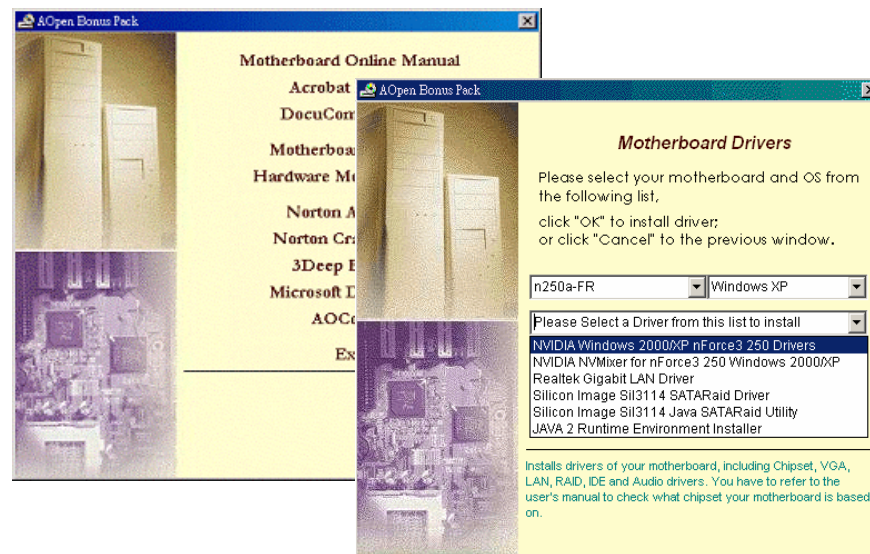 AOpen Bonus Pack
Motherboard Online Manual
Acrobat
Hardware
Norton
Norton
3Deep
Microsoft
AOpen Bonus Pack
Motherboard Drivers
Please select your motherboard and OS from
the following list,
click "OK" to install driver;
or click "Cancel" to the previous window.
n250a-FR
Windows XP
Please Select a Driver from this list to install
NVIDIA Windows 2000/XP nForce3 250 Drivers
NVIDIA NVMixer for nForce3 250 Windows 2000/XP
Realtek Gigabit LAN Driver
Silicon Image Sil3114 SATARaid Driver
Silicon Image Sil3114 Java SATARaid Utility
JAVA 2 Runtime Environment Installer
Installs drivers of your motherboard, including Chipset, VGA,
LAN, RAID, IDE and Audio drivers. You have to refer to the
user's manual to check what chipset your motherboard is based
on.